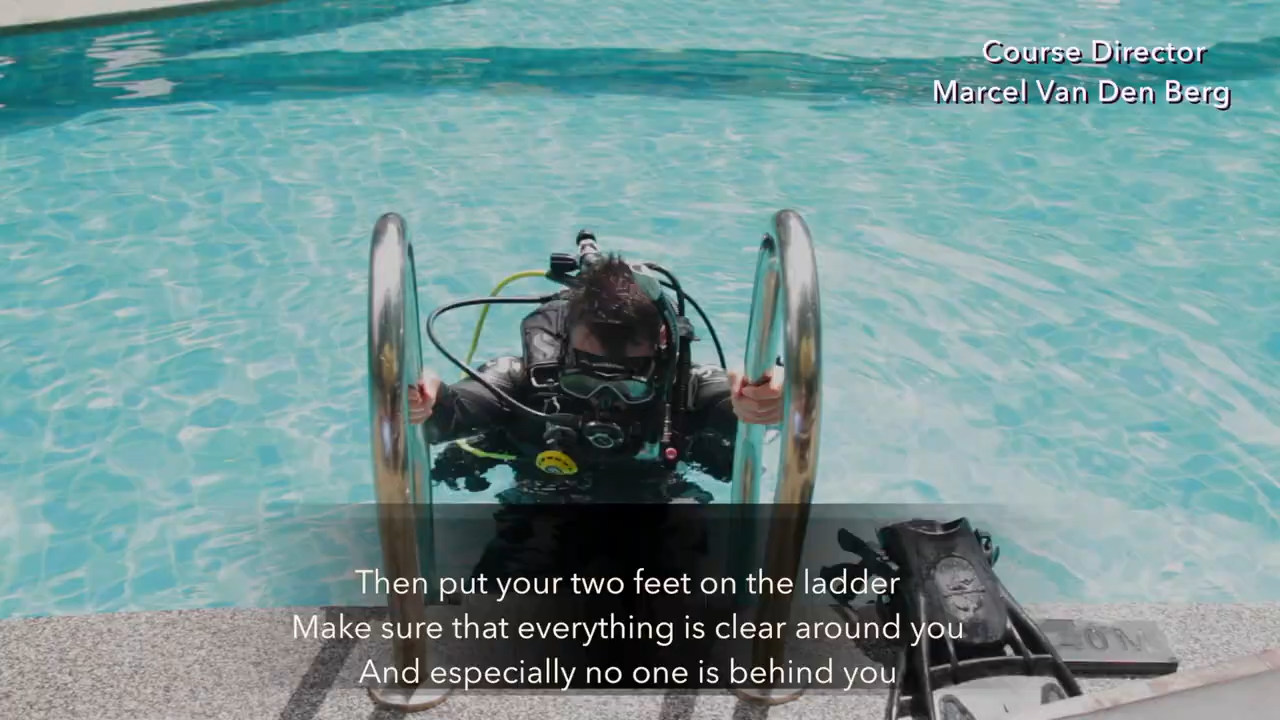 Course Director
Marcel Van Den Berg
Then put your two feet on the ladder
Make sure that everything is clear around you
And especially no one is behind you